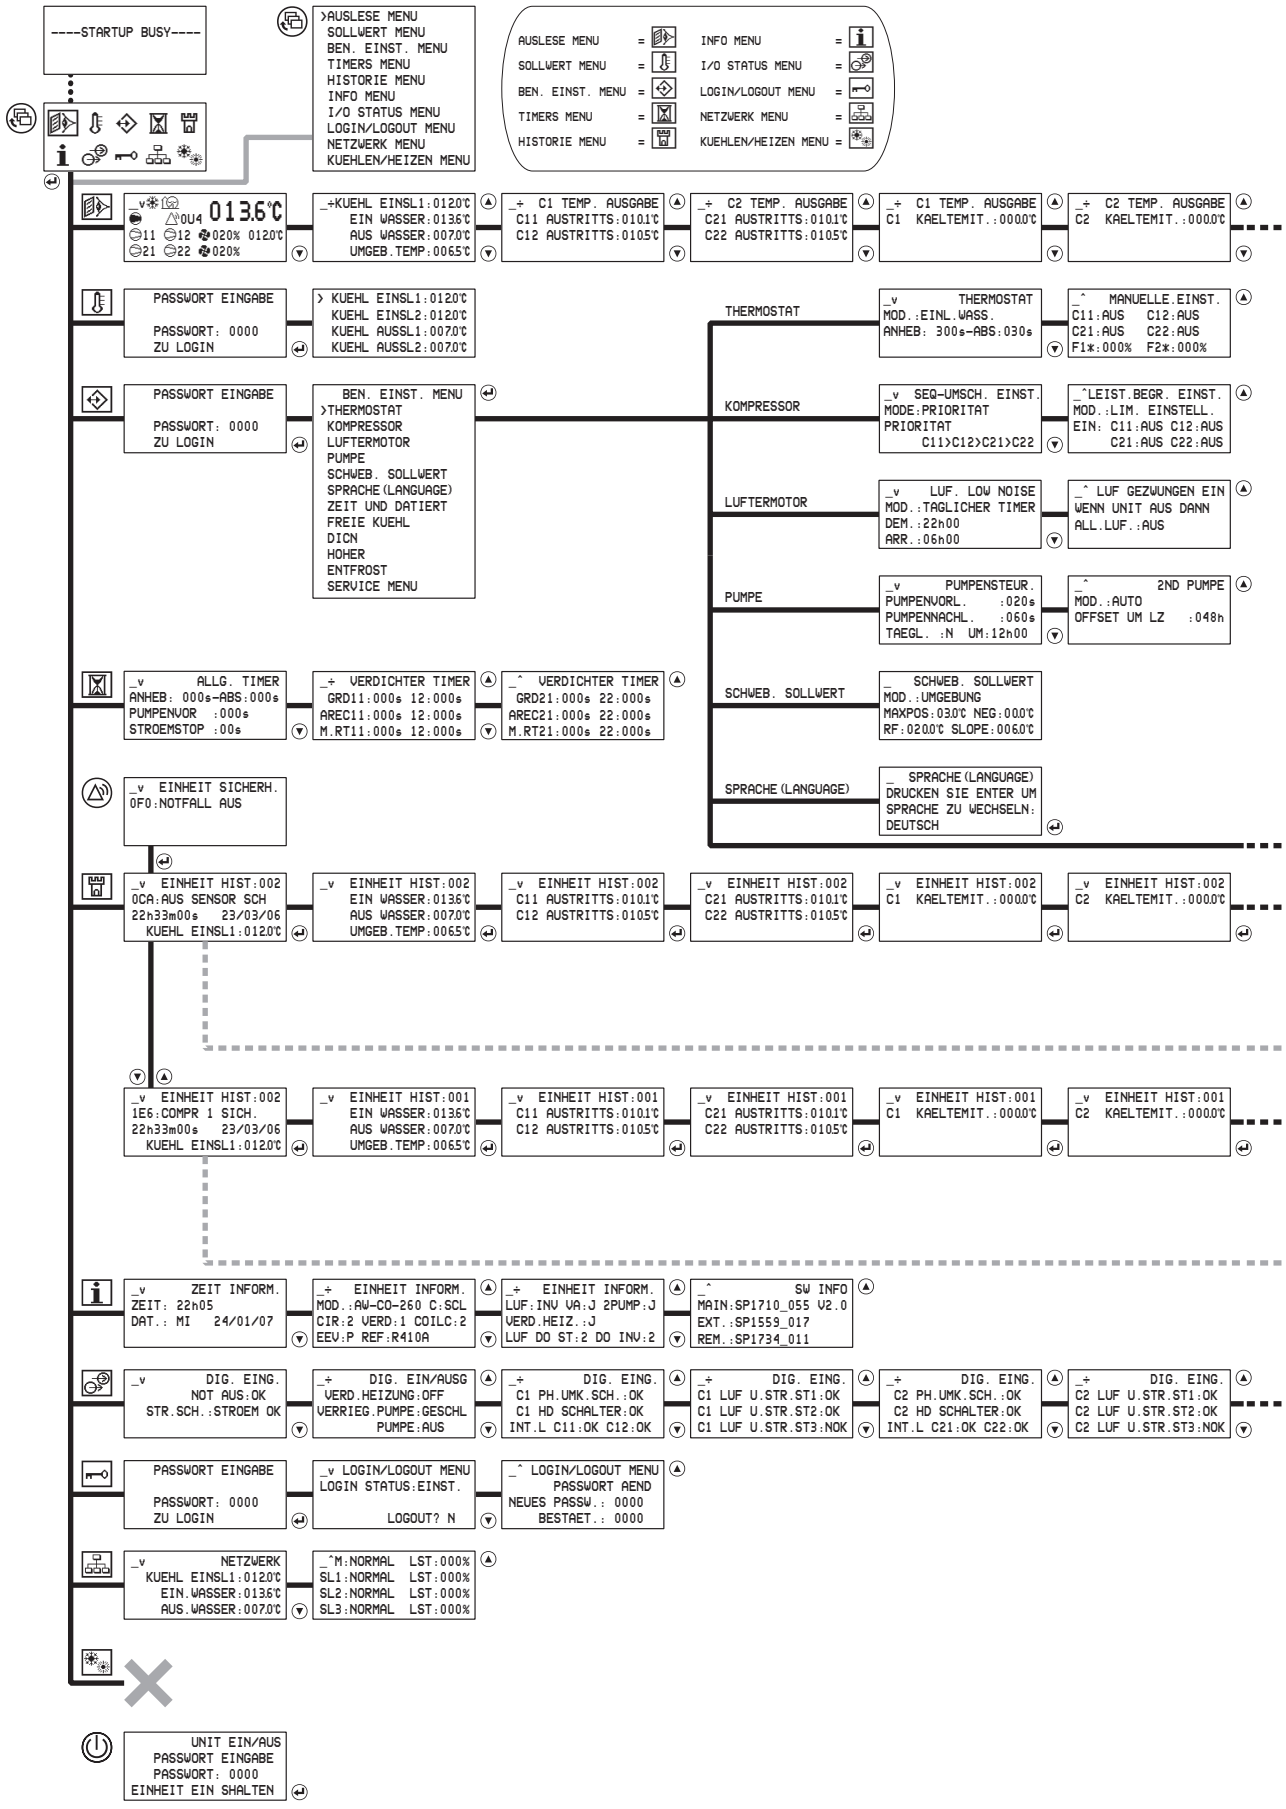 ----STARTUP BUSY----
>AUSLESE MENU
SOLLWERT MENU
BEN. EINST. MENU
TIMERS MENU
HISTORIE MENU
INFO MENU
I/O STATUS MENU
LOGIN/LOGOUT MENU
NETZWERK MENU
KUEHLEN/HEIZEN MENU
AUSLESE MENU =
SOLLWERT MENU =
BEN. EINST. MENU =
TIMERS MENU =
HISTORIE MENU =
INFO MENU = i
I/O STATUS MENU =
LOGIN/LOGOUT MENU =
NETZWERK MENU =
KUEHLEN/HEIZEN MENU =
i
_v
0U4 013.6°C
11 12 020% 012.0°C
21 22 020%
_÷KUEHL EINSL1:012.0°C
EIN WASSER:013.6°C
AUS WASSER:007.0°C
UMGEB.TEMP:006.5°C
_÷ C1 TEMP. AUSGABE
C11 AUSTRITTS:010.1°C
C12 AUSTRITTS:010.5°C
_÷ C2 TEMP. AUSGABE
C21 AUSTRITTS:010.1°C
C22 AUSTRITTS:010.5°C
_÷ C1 TEMP. AUSGABE
C1 KAELTEMIT.:000.0°C
_÷ C2 TEMP. AUSGABE
C2 KAELTEMIT.:000.0°C
PASSWORT EINGABE
PASSWORT: 0000
ZU LOGIN
> KUEHL EINSL1:012.0°C
KUEHL EINSL2:012.0°C
KUEHL AUSSL1:007.0°C
KUEHL AUSSL2:007.0°C
THERMOSTAT
_v THERMOSTAT
MOD.:EINL.WASS.
ANHEB: 300s-ABS:030s
_^ MANUELLE.EINST.
C11:AUS C12:AUS
C21:AUS C22:AUS
F1*:000% F2*:000%
PASSWORT EINGABE
PASSWORT: 0000
ZU LOGIN
BEN. EINST. MENU
>THERMOSTAT
KOMPRESSOR
LUFTERMOTOR
PUMPE
SCHWEB. SOLLWERT
SPRACHE(LANGUAGE)
ZEIT UND DATIERT
FREIE KUEHL
DICN
HOHER
ENTFROST
SERVICE MENU
KOMPRESSOR
_v SEQ-UMSCH. EINST.
MODE:PRIORITAT
PRIORITAT
C11>C12>C21>C22
_^LEIST.BEGR. EINST.
MOD.:LIM. EINSTELL.
EIN: C11:AUS C12:AUS
C21:AUS C22:AUS
LUFTERMOTOR
_v LUF. LOW NOISE
MOD.:TAGLICHER TIMER
DEM.:22h00
ARR.:06h00
_^ LUF GEZWUNGEN EIN
WENN UNIT AUS DANN
ALL.LUF.:AUS
PUMPE
_v PUMPENSTEUR.
PUMPENVORL. :020s
PUMPENNACHL. :060s
TAEGL. :N UM:12h00
_^ 2ND PUMPE
MOD.:AUTO
OFFSET UM LZ :048h
_v ALLG. TIMER
ANHEB: 000s-ABS:000s
PUMPENVOR :000s
STROEMSTOP :00s
_÷ VERDICHTER TIMER
GRD11:000s 12:000s
AREC11:000s 12:000s
M.RT11:000s 12:000s
_^ VERDICHTER TIMER
GRD21:000s 22:000s
AREC21:000s 22:000s
M.RT21:000s 22:000s
SCHWEB. SOLLWERT
_ SCHWEB. SOLLWERT
MOD.:UMGEBUNG
MAXPOS:03.0°C NEG:00.0°C
RF:020.0°C SLOPE:006.0°C
_v EINHEIT SICHERH.
0F0:NOTFALL AUS
SPRACHE(LANGUAGE)
_ SPRACHE(LANGUAGE)
DRUCKEN SIE ENTER UM
SPRACHE ZU WECHSELN:
DEUTSCH
_v EINHEIT HIST:002
0CA:AUS SENSOR SCH
22h33m00s 23/03/06
KUEHL EINSL1:012.0°C
_v EINHEIT HIST:002
EIN WASSER:013.6°C
AUS WASSER:007.0°C
UMGEB.TEMP:006.5°C
_v EINHEIT HIST:002
C11 AUSTRITTS:010.1°C
C12 AUSTRITTS:010.5°C
_v EINHEIT HIST:002
C21 AUSTRITTS:010.1°C
C22 AUSTRITTS:010.5°C
_v EINHEIT HIST:002
C1 KAELTEMIT.:000.0°C
_v EINHEIT HIST:002
C2 KAELTEMIT.:000.0°C
_v EINHEIT HIST:002
1E6:COMPR 1 SICH.
22h33m00s 23/03/06
KUEHL EINSL1:012.0°C
_v EINHEIT HIST:001
EIN WASSER:013.6°C
AUS WASSER:007.0°C
UMGEB.TEMP:006.5°C
_v EINHEIT HIST:001
C11 AUSTRITTS:010.1°C
C12 AUSTRITTS:010.5°C
_v EINHEIT HIST:001
C21 AUSTRITTS:010.1°C
C22 AUSTRITTS:010.5°C
_v EINHEIT HIST:001
C1 KAELTEMIT.:000.0°C
_v EINHEIT HIST:001
C2 KAELTEMIT.:000.0°C
i
_v ZEIT INFORM.
ZEIT: 22h05
DAT.: MI 24/01/07
_÷ EINHEIT INFORM.
MOD.:AW-CO-260 C:SCL
CIR:2 VERD:1 COILC:2
EEV:P REF:R410A
_÷ EINHEIT INFORM.
LUF:INV VA:J 2PUMP:J
VERD.HEIZ.:J
LUF DO ST:2 DO INV:2
_^ SW INFO
MAIN:SP1710_055 V2.0
EXT.:SP1559_017
REM.:SP1734_011
_v DIG. EING.
NOT AUS:OK
STR.SCH.:STROEM OK
_÷ DIG. EIN/AUSG
VERD.HEIZUNG:OFF
VERRIEG.PUMPE:GESCHL
PUMPE:AUS
_÷ DIG. EING.
C1 PH.UMK.SCH.:OK
C1 HD SCHALTER:OK
INT.L C11:OK C12:OK
_÷ DIG. EING.
C1 LUF U.STR.ST1:OK
C1 LUF U.STR.ST2:OK
C1 LUF U.STR.ST3:NOK
_÷ DIG. EING.
C2 PH.UMK.SCH.:OK
C2 HD SCHALTER:OK
INT.L C21:OK C22:OK
_÷ DIG. EING.
C2 LUF U.STR.ST1:OK
C2 LUF U.STR.ST2:OK
C2 LUF U.STR.ST3:NOK
PASSWORT EINGABE
PASSWORT: 0000
ZU LOGIN
_v LOGIN/LOGOUT MENU
LOGIN STATUS:EINST.
LOGOUT? N
_^ LOGIN/LOGOUT MENU
PASSWORT AEND
NEUES PASSW.: 0000
BESTAET.: 0000
_v NETZWERK
KUEHL EINSL1:012.0°C
EIN.WASSER:013.6°C
AUS.WASSER:007.0°C
_^M:NORMAL LST:000%
SL1:NORMAL LST:000%
SL2:NORMAL LST:000%
SL3:NORMAL LST:000%
UNIT EIN/AUS
PASSWORT EINGABE
PASSWORT: 0000
EINHEIT EIN SHALTEN